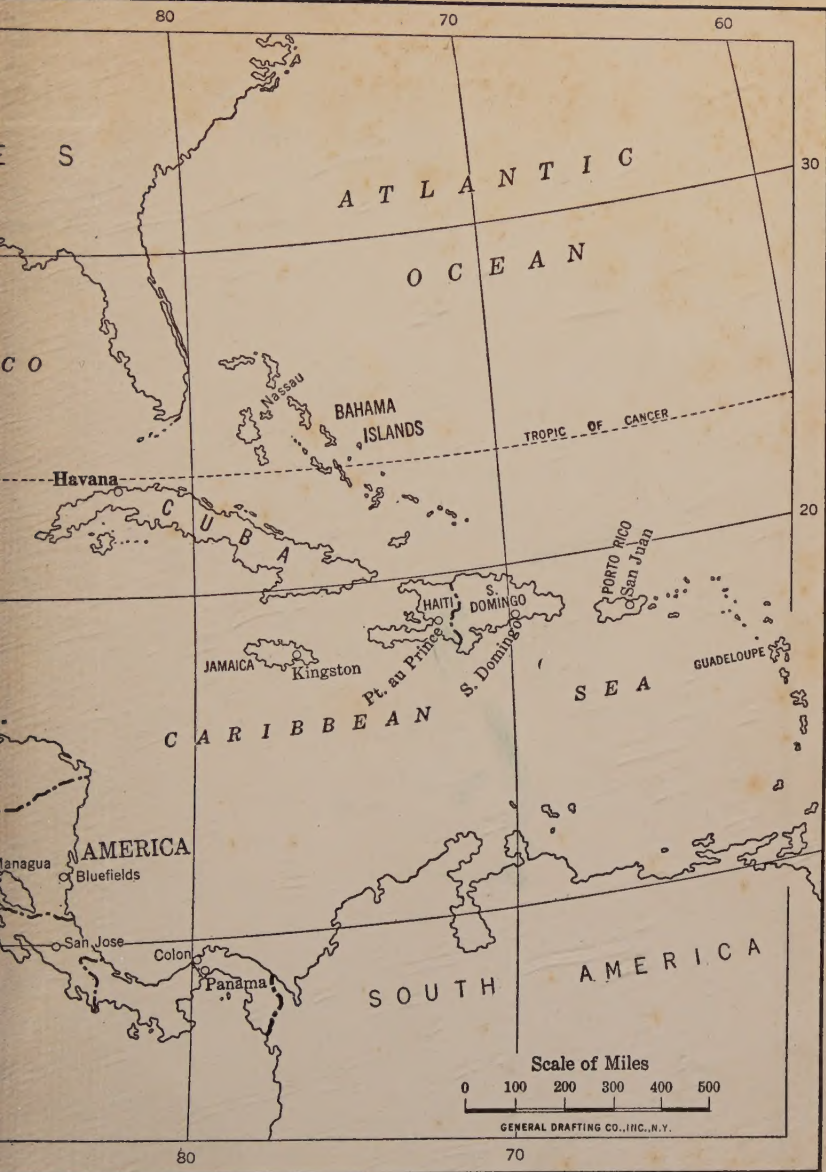 80
70
60
E S
ATLANTIC
30
OCEAN
CO
Nassau
BAHAMA
ISLANDS
TROPIC OF CANCER
Havana
CUBA
20
PORTO RICO
San Juan
HAITI
S.
DOMINGO
JAMAICA
Kingston
Pt. au Prince
S. Domingo
GUADELOUPE
CARIBBEAN
SEA
AMERICA
Managua
Bluefields
San Jose
Colon
Panama
SOUTH
AMERICA
Scale of Miles
0 100 200 300 400 500
GENERAL DRAFTING CO., INC., N.Y.
80
70